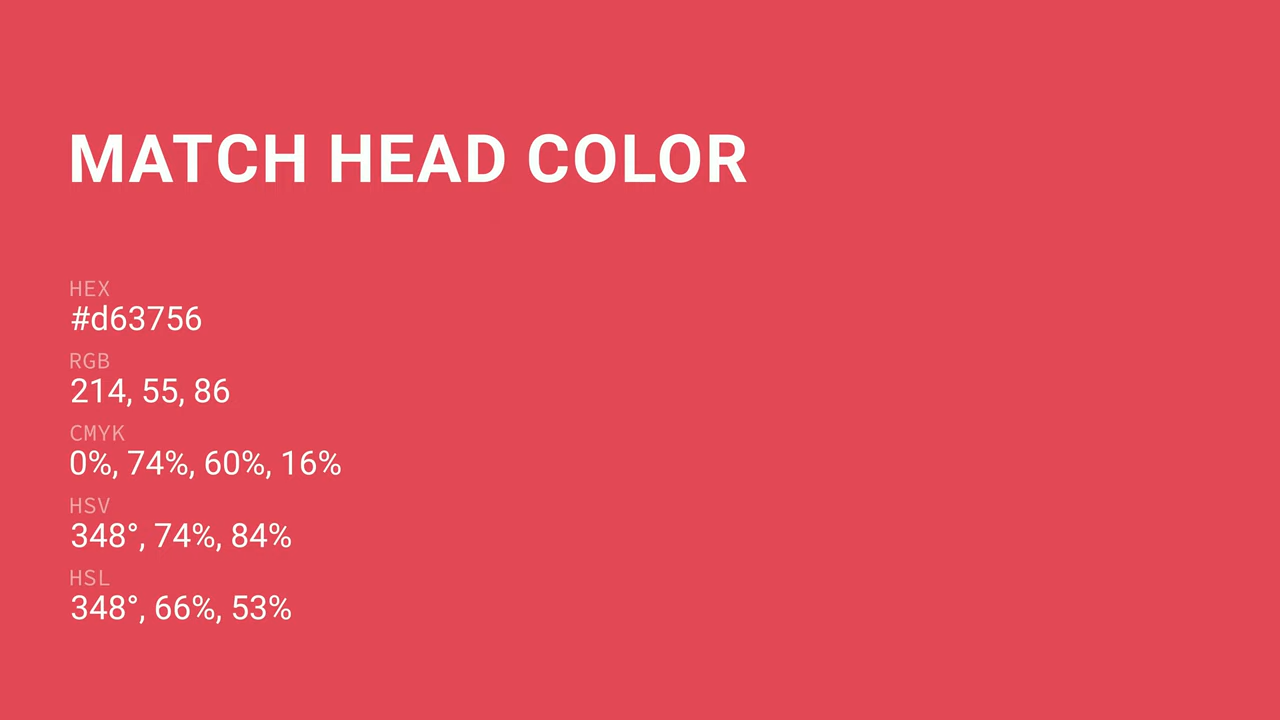 MATCH HEAD COLOR
HEX
#d63756
RGB
214, 55, 86
CMYK
0%, 74%, 60%, 16%
HSV
348°, 74%, 84%
HSL
348°, 66%, 53%